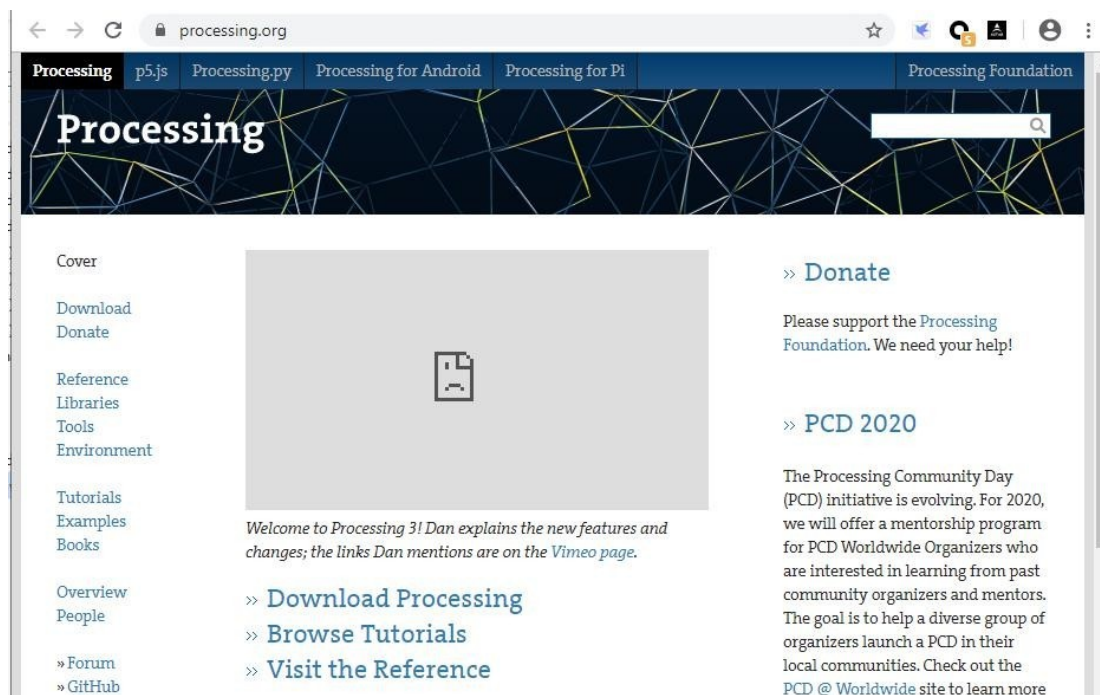 processing.org
5
Processing p5.js Processing.py Processing for Android Processing for Pi Processing Foundation
Processing
Cover
Download
Donate
Reference
Libraries
Tools
Environment
Tutorials
Examples
Books
Overview
People
» Forum
» GitHub
Welcome to Processing 3! Dan explains the new features and
changes; the links Dan mentions are on the Vimeo page.
» Download Processing
» Browse Tutorials
» Visit the Reference
» Donate
Please support the Processing
Foundation. We need your help!
» PCD 2020
The Processing Community Day
(PCD) initiative is evolving. For 2020,
we will offer a mentorship program
for PCD Worldwide Organizers who
are interested in learning from past
community organizers and mentors.
The goal is to help a diverse group of
organizers launch a PCD in their
local communities. Check out the
PCD @ Worldwide site to learn more